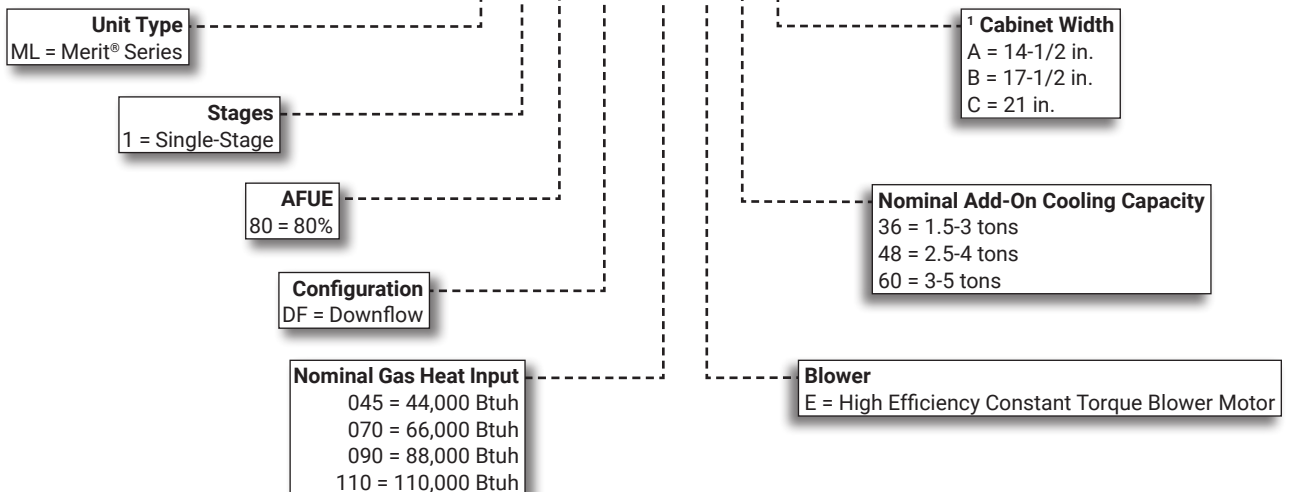 Unit Type
ML = Merit® Series
Stages
1 = Single-Stage
AFUE
80 = 80%
Configuration
DF = Downflow
Nominal Gas Heat Input
045 = 44,000 Btuh
070 = 66,000 Btuh
090 = 88,000 Btuh
110 = 110,000 Btuh
¹ Cabinet Width
A = 14-1/2 in.
B = 17-1/2 in.
C = 21 in.
Nominal Add-On Cooling Capacity
36 = 1.5-3 tons
48 = 2.5-4 tons
60 = 3-5 tons
Blower
E = High Efficiency Constant Torque Blower Motor